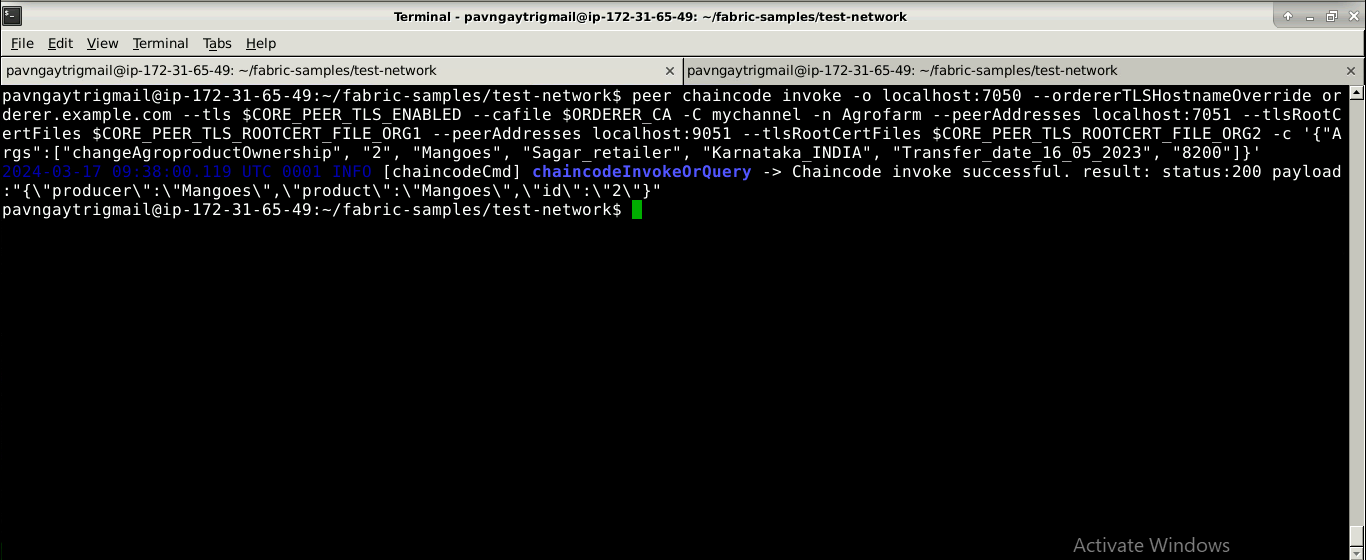 Terminal - pavngaytrigmail@ip-172-31-65-49: ~/fabric-samples/test-network
File Edit View Terminal Tabs Help
pavngaytrigmail@ip-172-31-65-49: ~/fabric-samples/test-network × pavngaytrigmail@ip-172-31-65-49: ~/fabric-samples/test-network ×
pavngaytrigmail@ip-172-31-65-49:~/fabric-samples/test-network$ peer chaincode invoke -o localhost:7050 --ordererTLSHostnameOverride or
derer.example.com --tls $CORE_PEER_TLS_ENABLED --cafile $ORDERER_CA -C mychannel -n Agrofarm --peerAddresses localhost:7051 --tlsRootC
ertFiles $CORE_PEER_TLS_ROOTCERT_FILE_ORG1 --peerAddresses localhost:9051 --tlsRootCertFiles $CORE_PEER_TLS_ROOTCERT_FILE_ORG2 -c '{"A
rgs":["changeAgroproductOwnership", "2", "Mangoes", "Sagar_retailer", "Karnataka_INDIA", "Transfer_date_16_05_2023", "8200"]}'
2024-03-17 09:38:00.119 UTC 0001 INFO [chaincodeCmd] chaincodeInvokeOrQuery -> Chaincode invoke successful. result: status:200 payload
:"{\"producer\":\"Mangoes\",\"product\":\"Mangoes\",\"id\":\"2\"}"
pavngaytrigmail@ip-172-31-65-49:~/fabric-samples/test-network$
Activate Windows